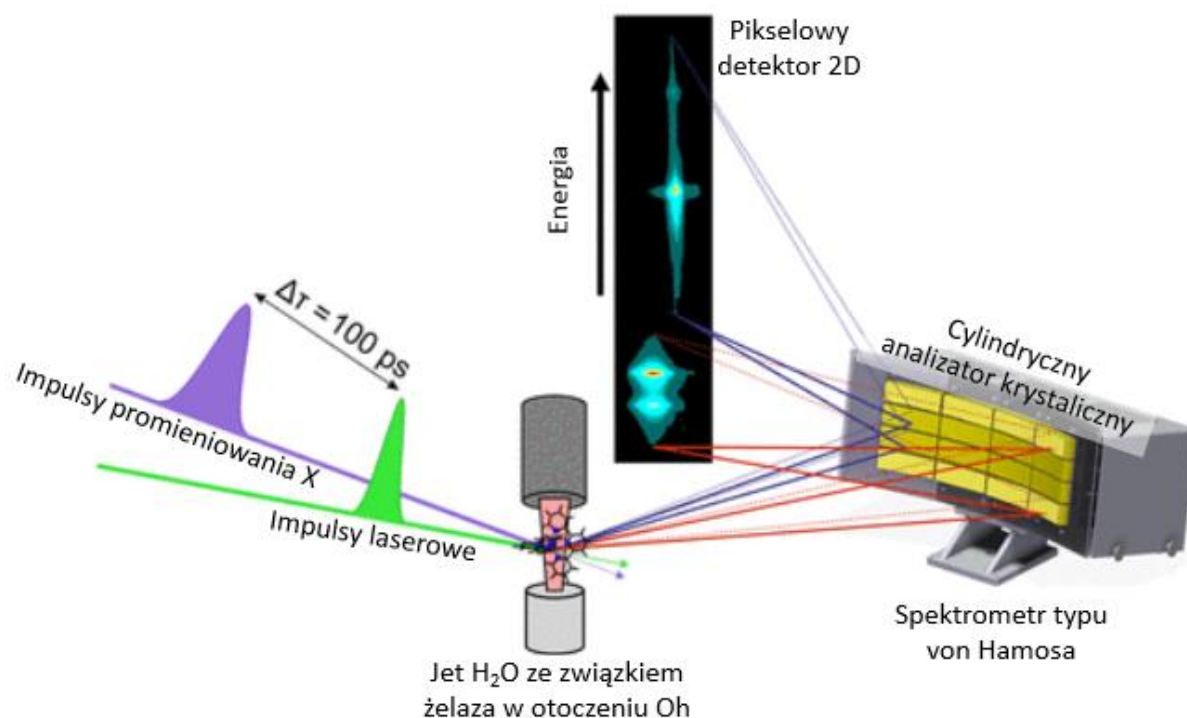 Pikselowy
detektor 2D
Energia
Δτ = 100 ps
Impulsy promieniowania X
Impulsy laserowe
Cylindryczny
analizator krystaliczny
Spektrometr typu
von Hamosa
Jet H₂O ze związkiem
żelaza w otoczeniu Oh